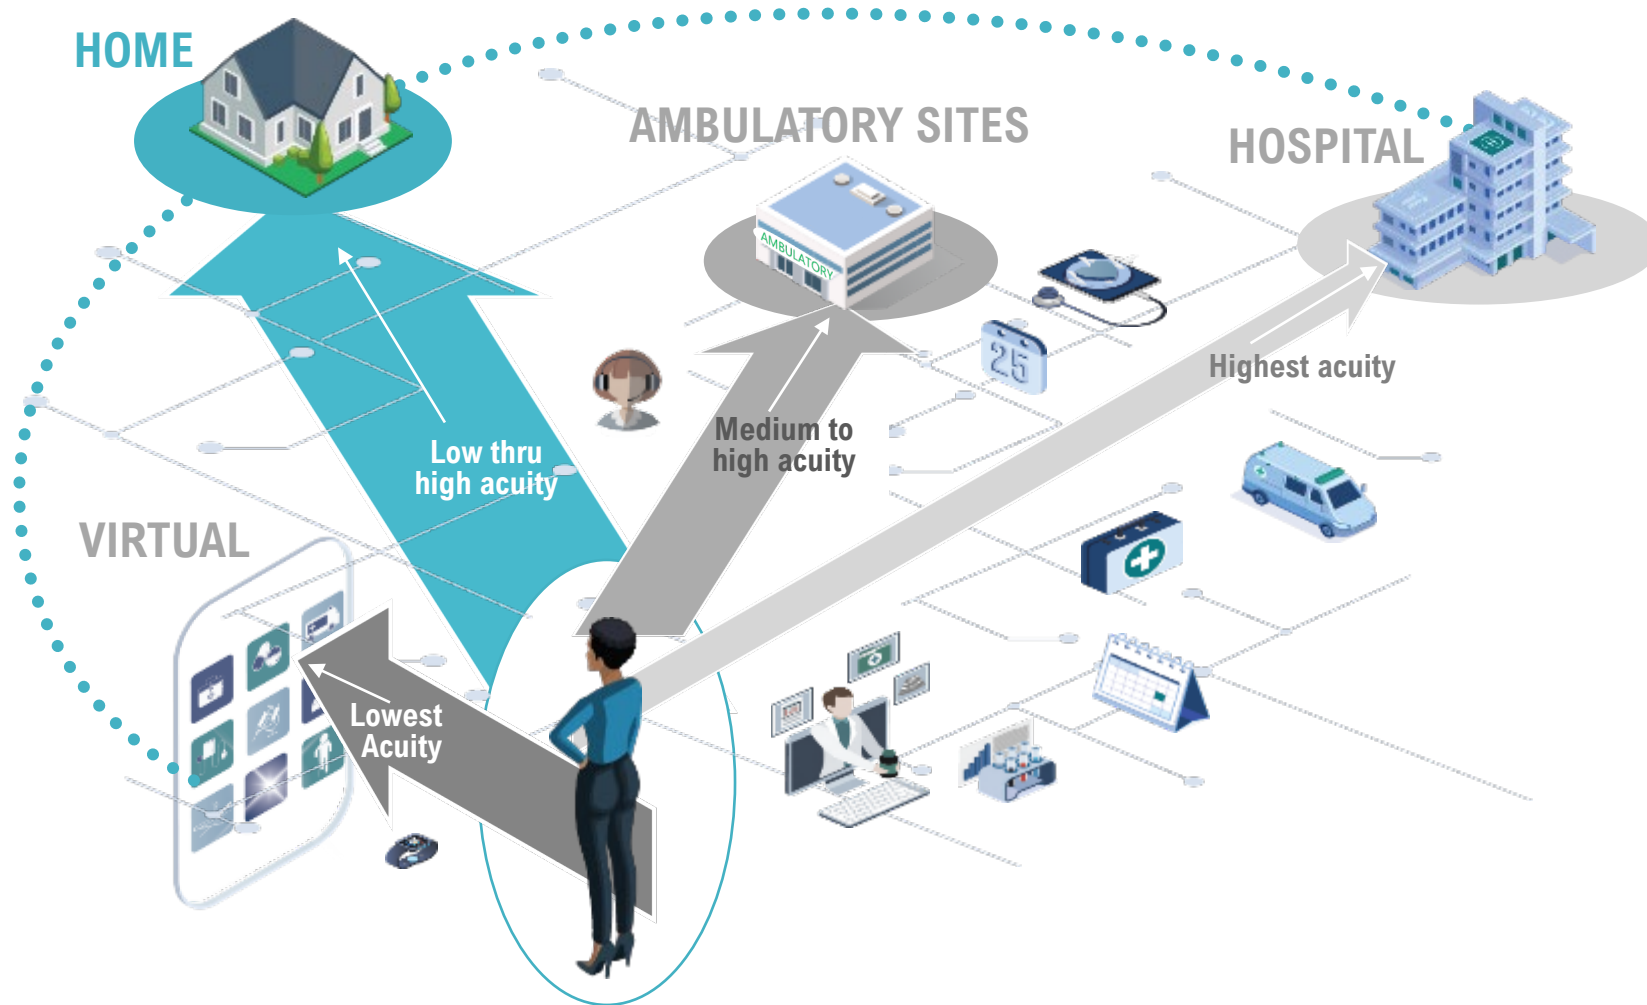 HOME
AMBULATORY SITES
HOSPITAL
AMBULATORY
25
Highest acuity
Medium to
high acuity
Low thru
high acuity
VIRTUAL
Lowest
Acuity